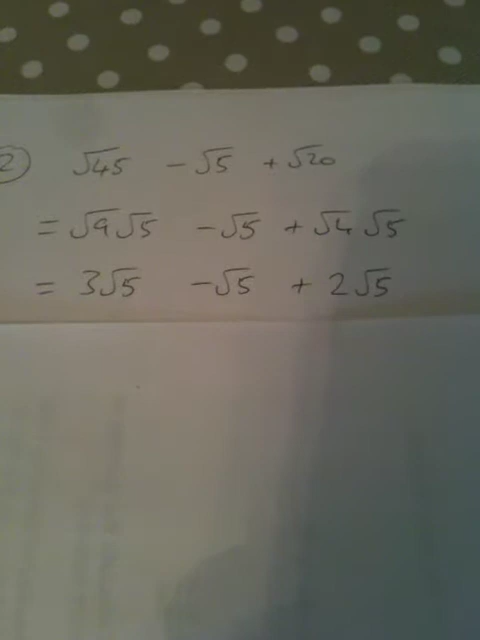 2 √45 - √5 + √20
= √9 √5 - √5 + √4 √5
= 3√5 - √5 + 2√5